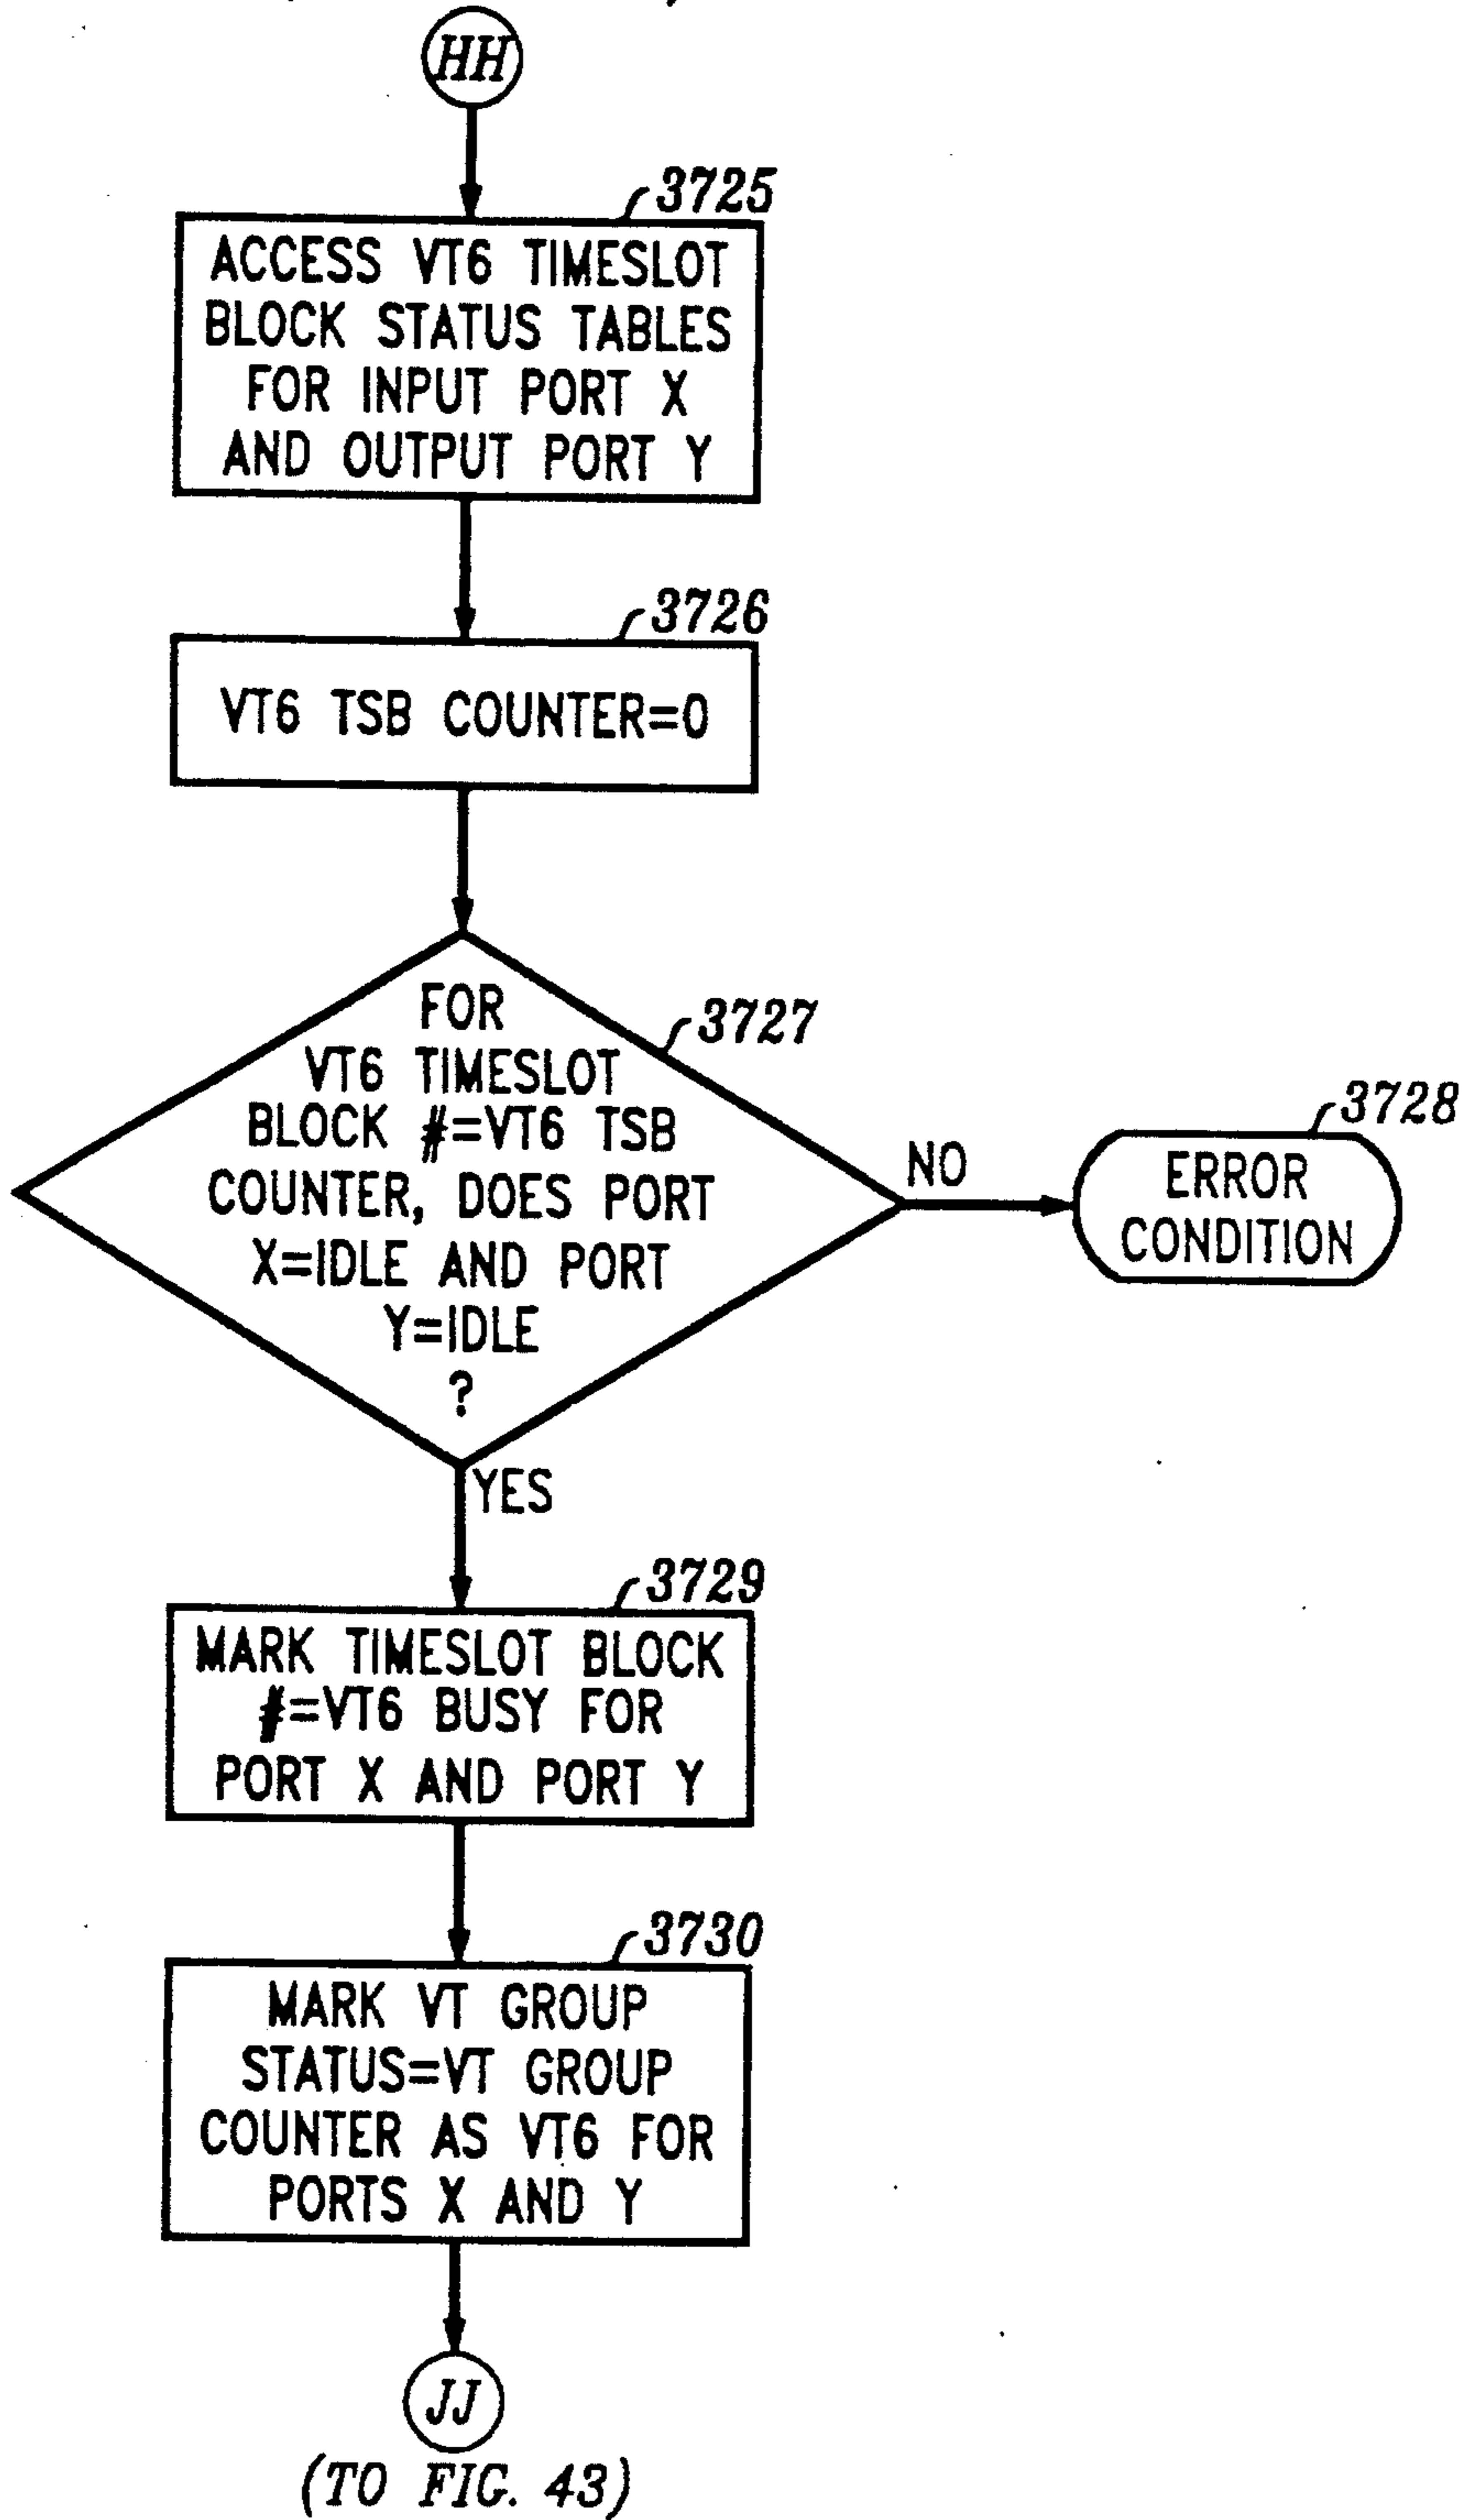 HH
3725
ACCESS VT6 TIMESLOT
BLOCK STATUS TABLES
FOR INPUT PORT X
AND OUTPUT PORT Y
3726
VT6 TSB COUNTER=0
3727
FOR
VT6 TIMESLOT
BLOCK #=VT6 TSB
COUNTER, DOES PORT
X=IDLE AND PORT
Y=IDLE
?
NO
3728
ERROR
CONDITION
YES
3729
MARK TIMESLOT BLOCK
#=VT6 BUSY FOR
PORT X AND PORT Y
3730
MARK VT GROUP
STATUS=VT GROUP
COUNTER AS VT6 FOR
PORTS X AND Y
JJ
(TO FIG. 43)